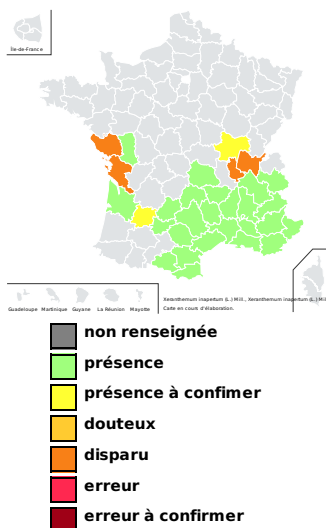 Île-de-France
Guadeloupe Martinique Guyane La Réunion Mayotte
Xeranthemum inapertum (L.) Mill., Xeranthemum inapertum (L.) Mill
Carte en cours d'élaboration.
non renseignée
présence
présence à confimer
douteux
disparu
erreur
erreur à confirmer